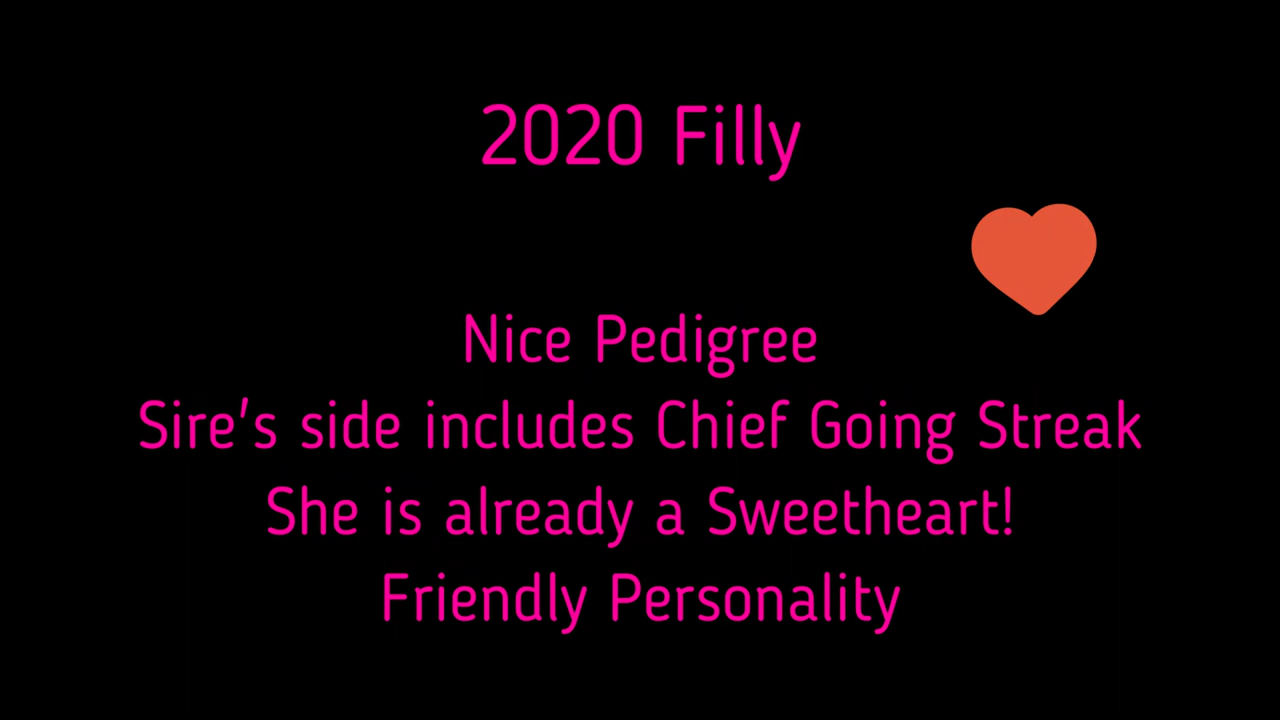 2020 Filly
Nice Pedigree
Sire's side includes Chief Going Streak
She is already a Sweetheart!
Friendly Personality